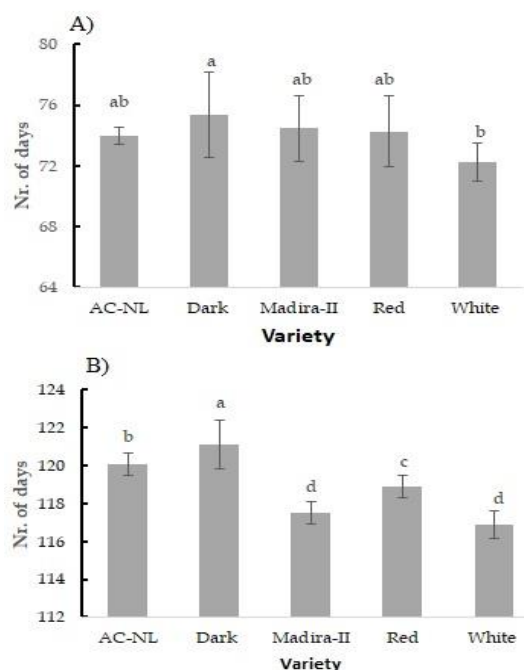 A)
80
76
72
68
64
Nr. of days
ab
a
ab
ab
b
AC-NL Dark Madira-II Red White
Variety
B)
124
122
120
118
116
114
112
Nr. of days
b
a
d
c
d
AC-NL Dark Madira-II Red White
Variety